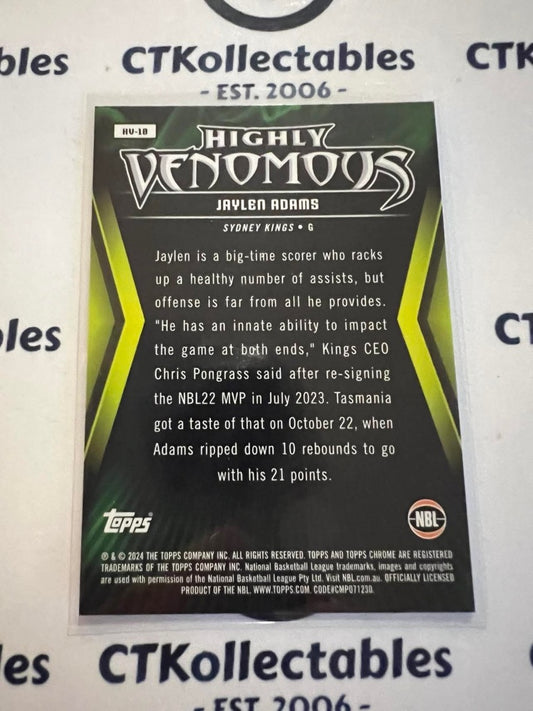 bles CTKollectables CTK
- EST. 2006 -
HV-10
HIGHLY
VENOMOUS
JAYLEN ADAMS
SYDNEY KINGS • G
Jaylen is a big-time scorer who racks
up a healthy number of assists, but
offense is far from all he provides.
"He has an innate ability to impact
the game at both ends," Kings CEO
Chris Pongrass said after re-signing
the NBL22 MVP in July 2023. Tasmania
got a taste of that on October 22, when
Adams ripped down 10 rebounds to go
with his 21 points.
les
CT
Topps
NBL
® & © 2024 THE TOPPS COMPANY INC. ALL RIGHTS RESERVED. TOPPS AND TOPPS CHROME ARE REGISTERED
TRADEMARKS OF THE TOPPS COMPANY INC. National Basketball League trademarks, images and copyrights
are used with permission of the National Basketball League Pty Ltd. Visit NBL.com.au. OFFICIALLY LICENSED
PRODUCT OF THE NBL. WWW.TOPPS.COM. CODE#CMP071230.
es CTKollectables
- EST. 2006 -